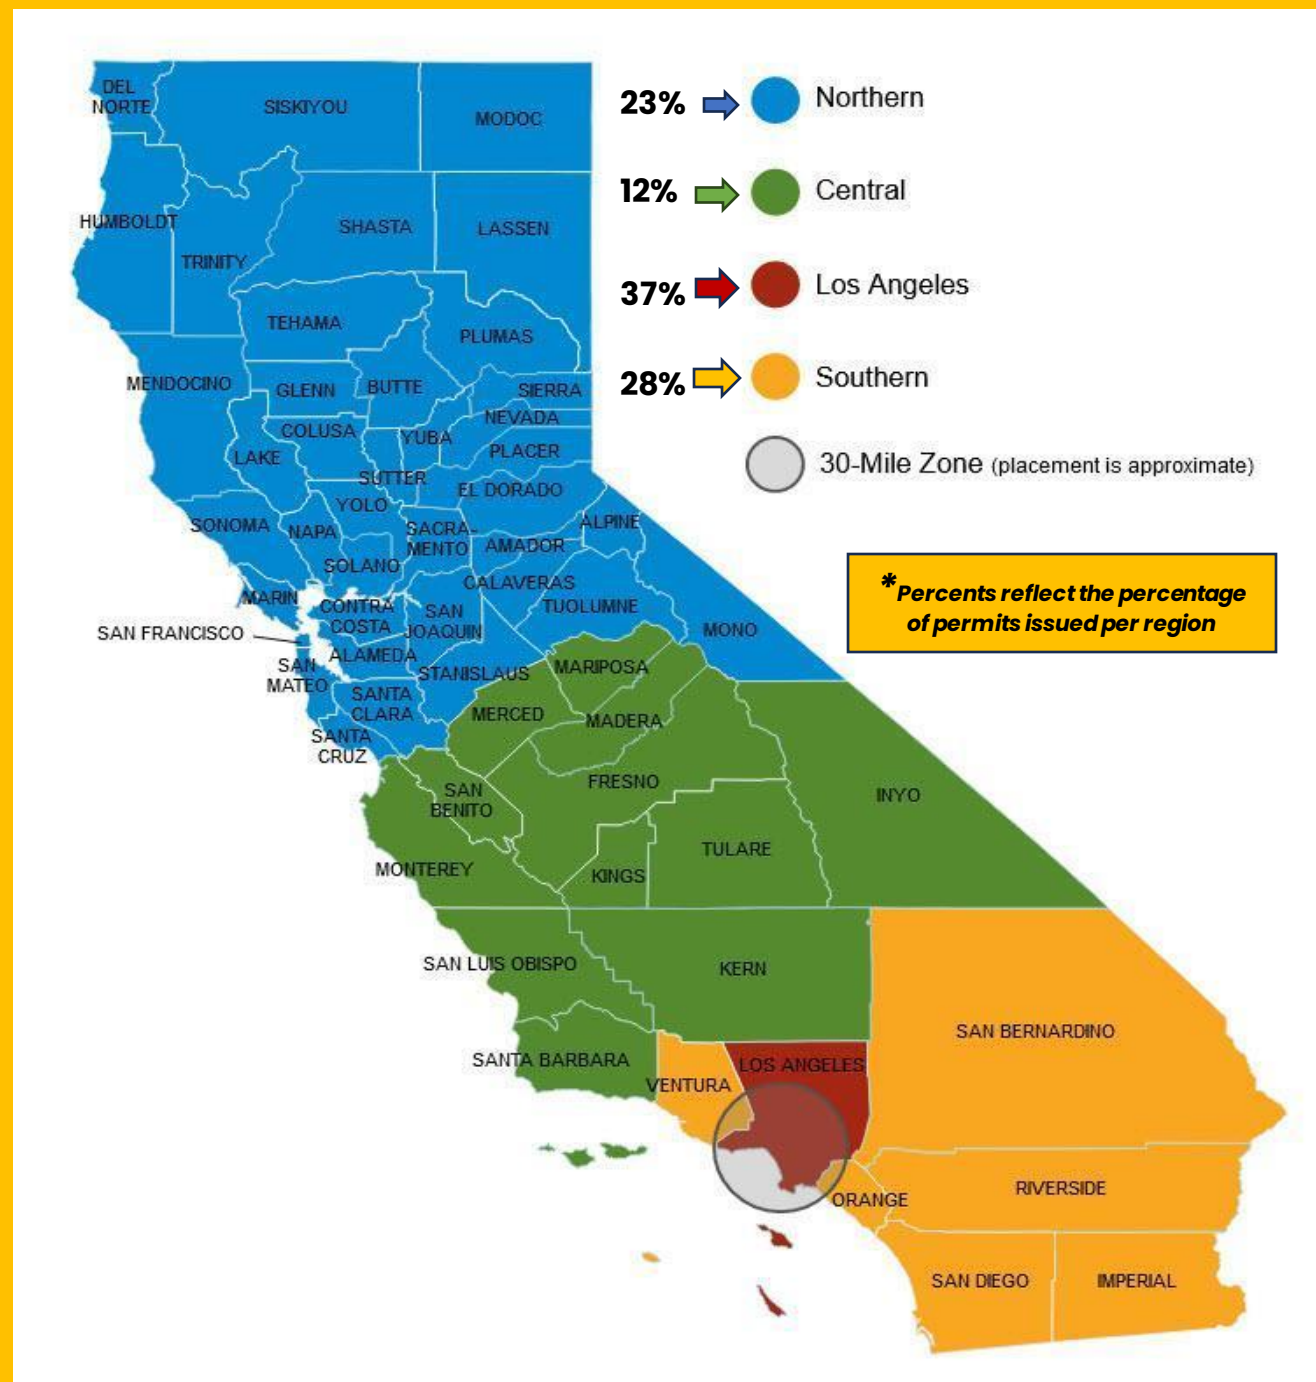 23%
Northern
12%
Central
37%
Los Angeles
28%
Southern
30-Mile Zone (placement is approximate)
*Percents reflect the percentage
of permits issued per region
DEL
NORTE
SISKIYOU
MODOC
HUMBOLDT
TRINITY
SHASTA
LASSEN
TEHAMA
PLUMAS
MENDOCINO
GLENN
BUTTE
SIERRA
NEVADA
COLUSA
YUBA
PLACER
LAKE
SUTTER
EL DORADO
YOLO
SONOMA
NAPA
SACRA-
MENTO
ALPINE
AMADOR
SOLANO
CALAVERAS
MARIN
CONTRA
COSTA
SAN
JOAQUIN
TUOLUMNE
MONO
SAN FRANCISCO
ALAMEDA
SAN
MATEO
STANISLAUS
MARIPOSA
SANTA
CLARA
MERCED
MADERA
SANTA
CRUZ
SAN
BENITO
FRESNO
INYO
MONTEREY
KINGS
TULARE
SAN LUIS OBISPO
KERN
SANTA BARBARA
VENTURA
LOS ANGELES
SAN BERNARDINO
ORANGE
RIVERSIDE
SAN DIEGO
IMPERIAL